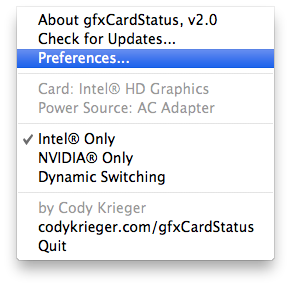 About gfxCardStatus, v2.0
Check for Updates...
Preferences...
Card: Intel® HD Graphics
Power Source: AC Adapter
✓ Intel® Only
NVIDIA® Only
Dynamic Switching
by Cody Krieger
codykrieger.com/gfxCardStatus
Quit